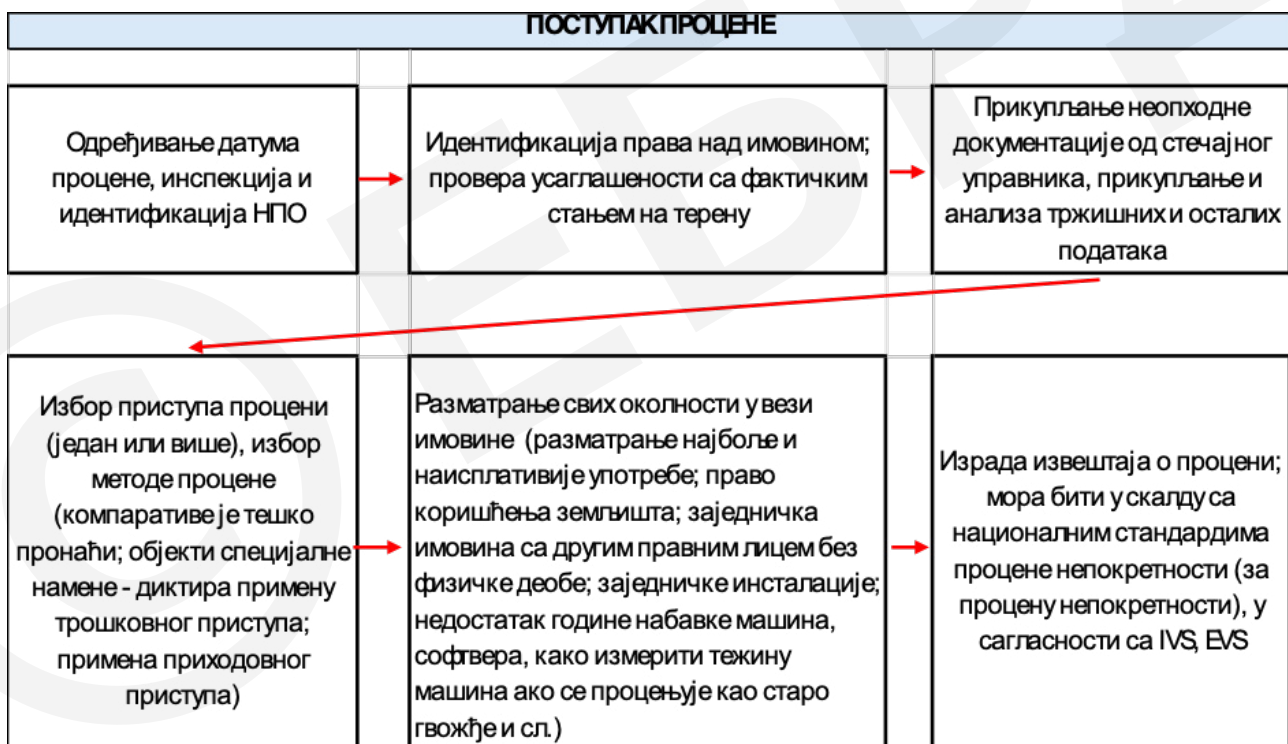 ПОСТУПАК ПРОЦЕНЕ
Одређивање датума
процене, инспекција и
идентификација НПО
Идентификација права над имовином;
провера усаглашености са фактичким
стањем на терену
Прикупљање неопходне
документације од стечајног
управника, прикупљање и
анализа тржишних и осталих
података
Избор приступа процени
(један или више), избор
методе процене
(компаративе је тешко
пронаћи; објекти специјалне
намене - диктира примену
трошковног приступа;
примена приходовног
приступа)
Разматрање свих околности у вези
имовине (разматрање најбоље и
наисплативије употребе; право
коришћења земљишта; заједничка
имовина са другим правним лицем без
физичке деобе; заједничке инсталације;
недостатак године набавке машина,
софтвера, како измерити тежину
машина ако се процењује као старо
гвожђе и сл.)
Израда извештаја о процени;
мора бити у скалду са
националним стандардима
процене непокретности (за
процену непокретности), у
сагласности са IVS, EVS